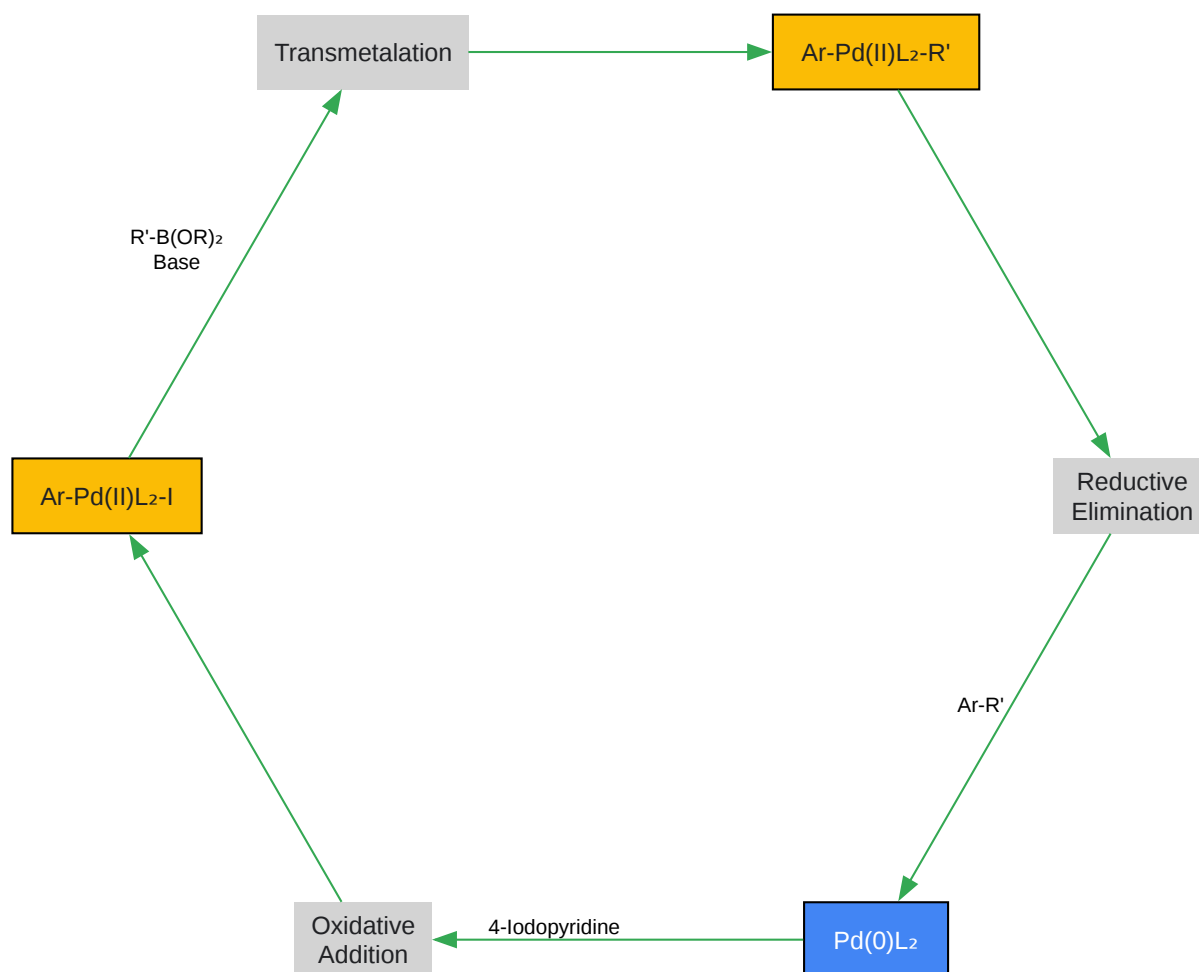 Transmetalation
Ar-Pd(II)L₂-R'
R'-B(OR)₂
Base
Ar-Pd(II)L₂-I
Reductive
Elimination
Ar-R'
4-Iodopyridine
Oxidative
Addition
Pd(0)L₂